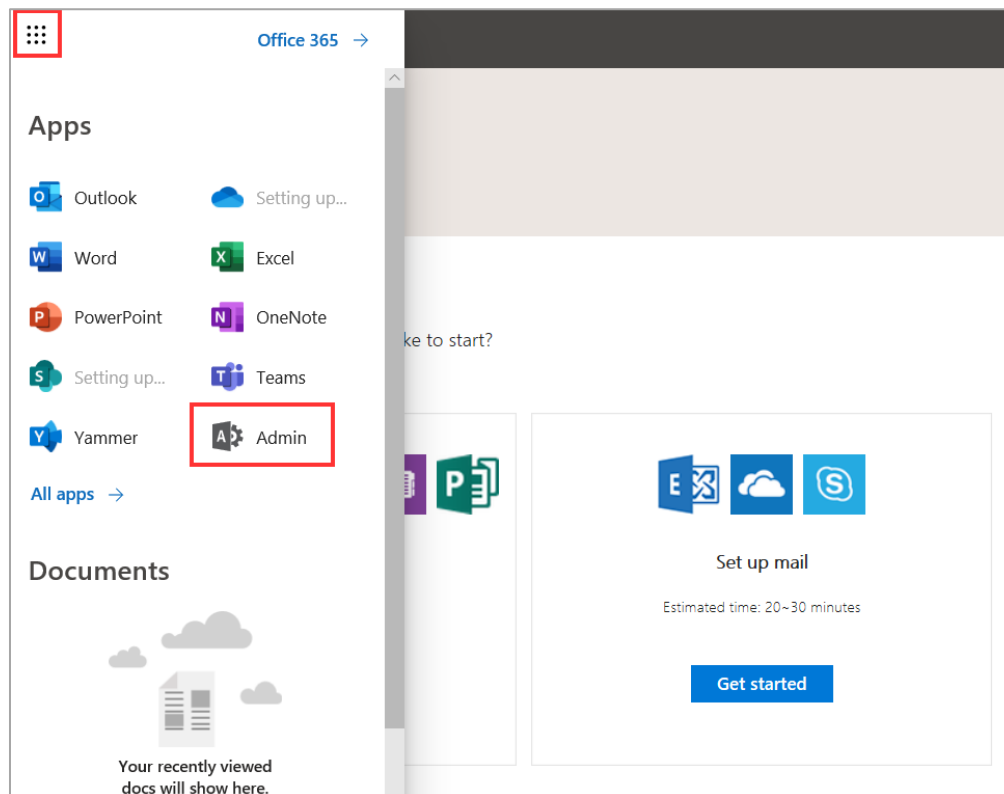 Office 365 →
Apps
Outlook
Setting up...
Word
Excel
PowerPoint
OneNote
Setting up...
Teams
Yammer
Admin
All apps →
Documents
Your recently viewed
docs will show here.
ke to start?
Set up mail
Estimated time: 20~30 minutes
Get started